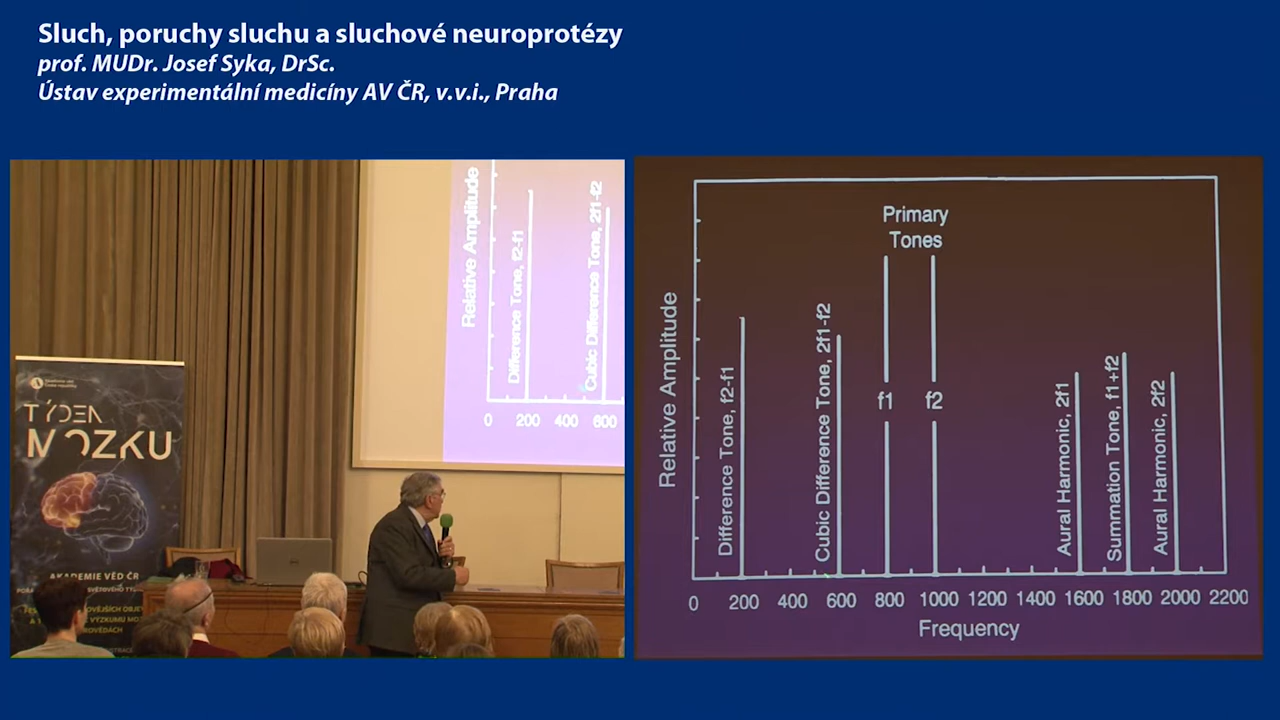 Sluch, poruchy sluchu a sluchové neuroprotézy
prof. MUDr. Josef Syka, DrSc.
Ústav experimentální medicíny AV ČR, v.v.i., Praha
Relative Amplitude
Difference Tone, f2-f1
Cubic Difference Tone, 2f1-f2
0 200 400 600
TÝDEN
MOZKU
AKADEMIE VĚD ČR
Primary
Tones
Relative Amplitude
Difference Tone, f2-f1
Cubic Difference Tone, 2f1-f2
f1 f2
Aural Harmonic, 2f1
Summation Tone, f1+f2
Aural Harmonic, 2f2
0 200 400 600 800 1000 1200 1400 1600 1800 2000 2200
Frequency